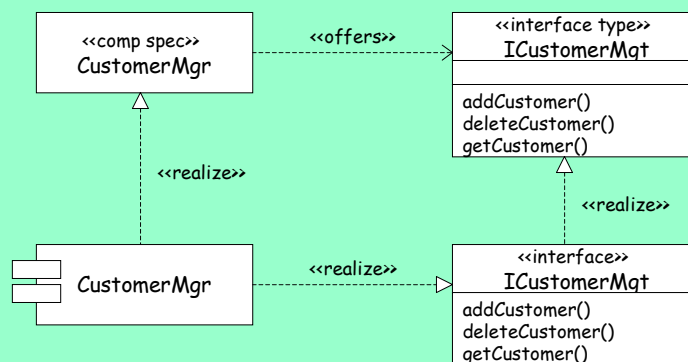 <<comp spec>>
CustomerMgr
<<offers>>
<<interface type>>
ICustomerMgt
addCustomer()
deleteCustomer()
getCustomer()
<<realize>>
<<realize>>
CustomerMgr
<<realize>>
<<interface>>
ICustomerMgt
addCustomer()
deleteCustomer()
getCustomer()